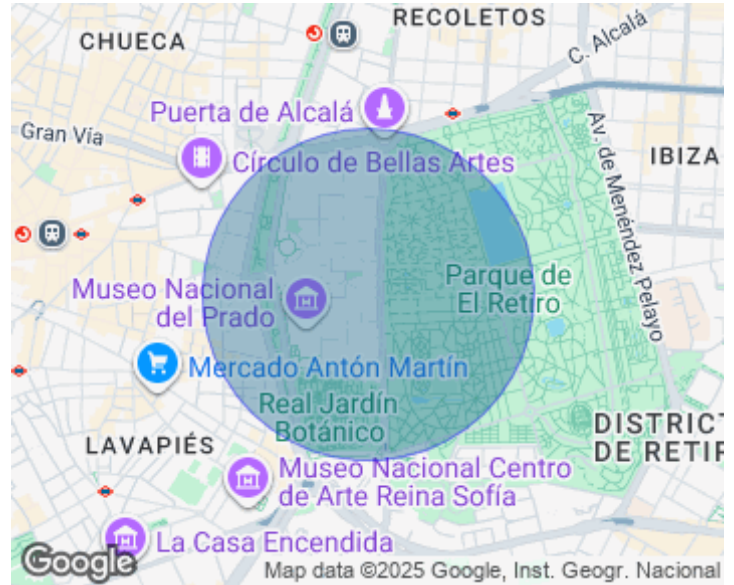 RECOLETOS
CHUECA
C. Alcalá
Puerta de Alcalá
Gran Vía
Círculo de Bellas Artes
IBIZA
Av. de Menéndez Pelayo
Museo Nacional
del Prado
Parque de
El Retiro
Mercado Antón Martín
Real Jardín
Botánico
DISTRICT
DE RETIR
LAVAPIÉS
Museo Nacional Centro
de Arte Reina Sofía
La Casa Encendida
Google
Map data ©2025 Google, Inst. Geogr. Nacional